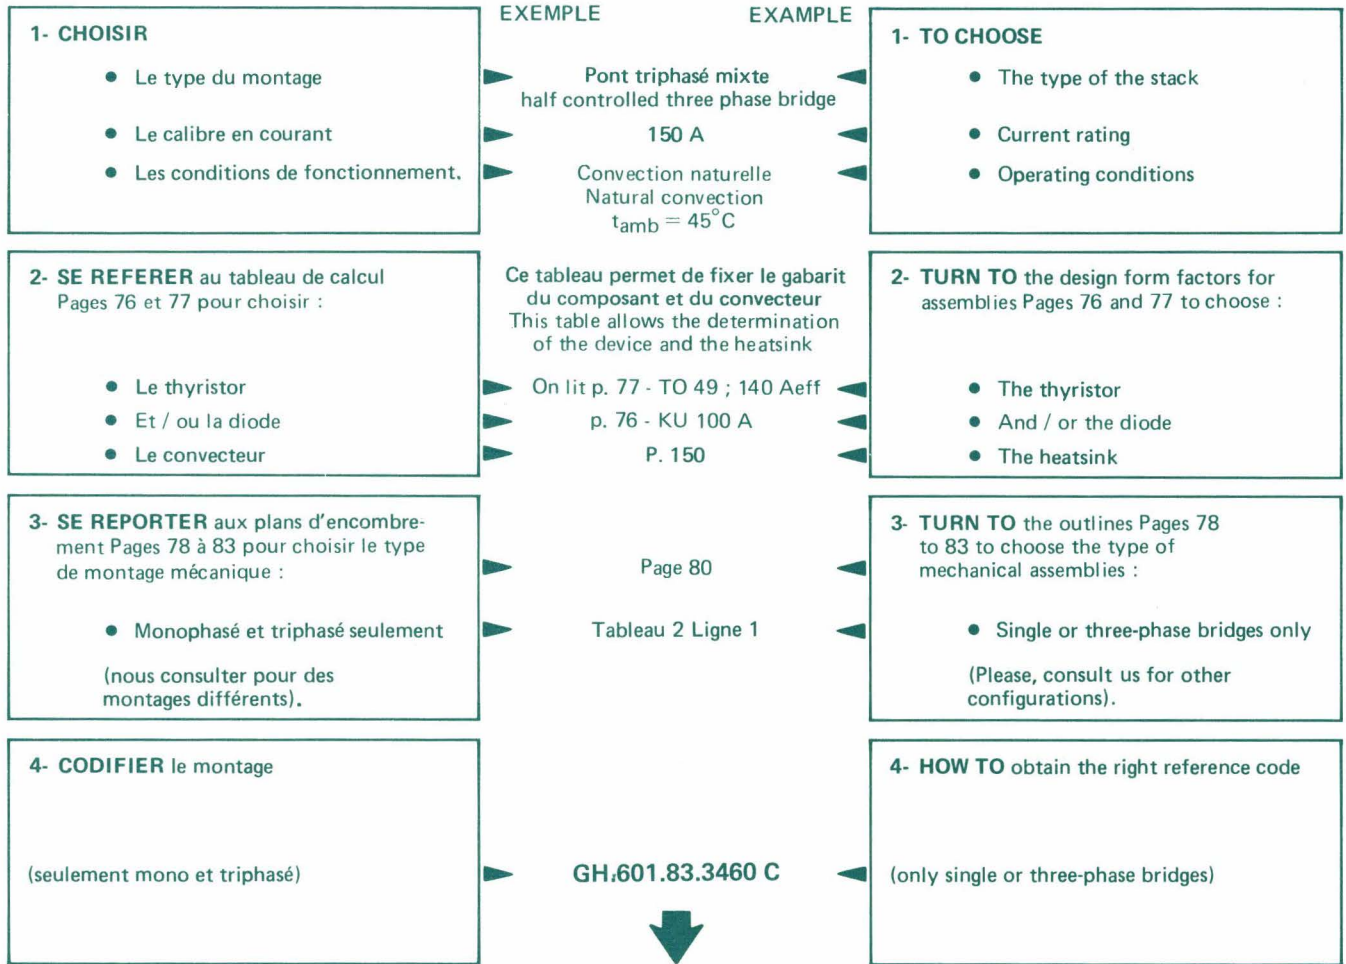 EXEMPLE
EXAMPLE
1- CHOISIR
• Le type du montage
• Le calibre en courant
• Les conditions de fonctionnement.
Pont triphasé mixte
half controlled three phase bridge
150 A
Convection naturelle
Natural convection
tamb = 45°C
1- TO CHOOSE
• The type of the stack
• Current rating
• Operating conditions
2- SE REFERER au tableau de calcul
Pages 76 et 77 pour choisir :
• Le thyristor
• Et / ou la diode
• Le convecteur
Ce tableau permet de fixer le gabarit
du composant et du convecteur
This table allows the determination
of the device and the heatsink
On lit p. 77 - TO 49 ; 140 Aeff
p. 76 - KU 100 A
P. 150
2- TURN TO the design form factors for
assemblies Pages 76 and 77 to choose :
• The thyristor
• And / or the diode
• The heatsink
3- SE REPORTER aux plans d'encombre-
ment Pages 78 à 83 pour choisir le type
de montage mécanique :
• Monophasé et triphasé seulement
(nous consulter pour des
montages différents).
Page 80
Tableau 2 Ligne 1
3- TURN TO the outlines Pages 78
to 83 to choose the type of
mechanical assemblies :
• Single or three-phase bridges only
(Please, consult us for other
configurations).
4- CODIFIER le montage
(seulement mono et triphasé)
GH.601.83.3460 C
4- HOW TO obtain the right reference code
(only single or three-phase bridges)